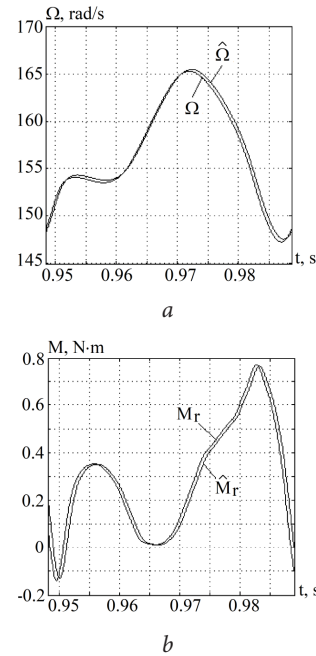 Ω, rad/s
170
165
160
155
150
145
Ω̂
Ω
0.95 0.96 0.97 0.98 t, s
a
M, N·m
0.8
0.6
0.4
0.2
0
-0.2
Mr
M̂r
0.95 0.96 0.97 0.98 t, s
b